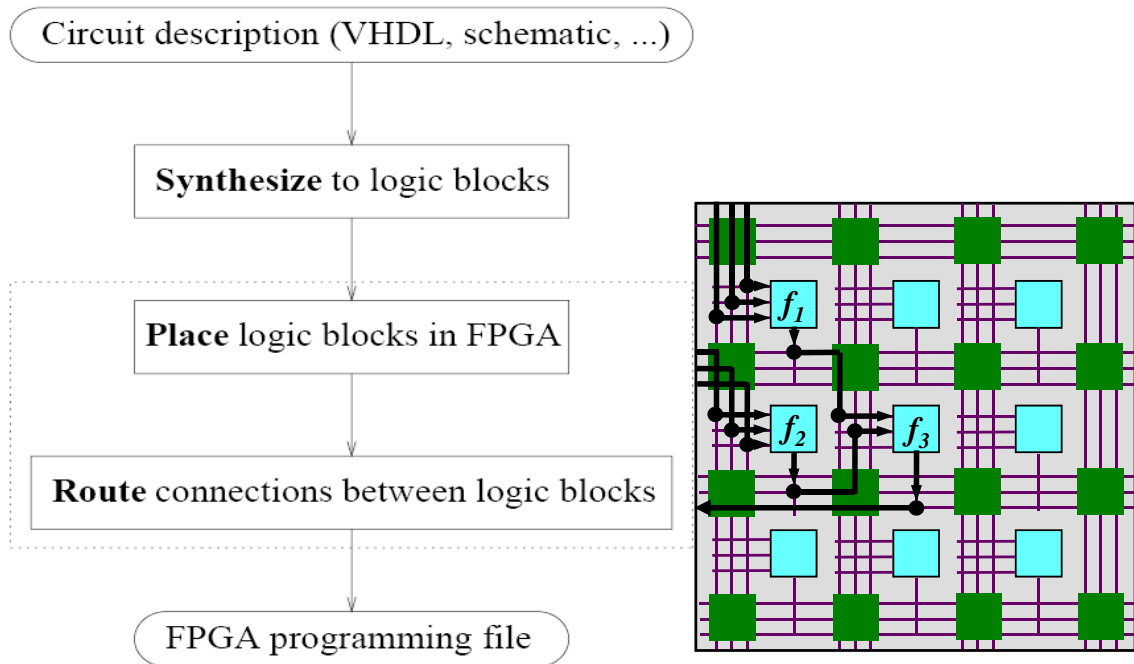 Circuit description (VHDL, schematic, ...)
Synthesize to logic blocks
Place logic blocks in FPGA
Route connections between logic blocks
FPGA programming file
f1
f2
f3